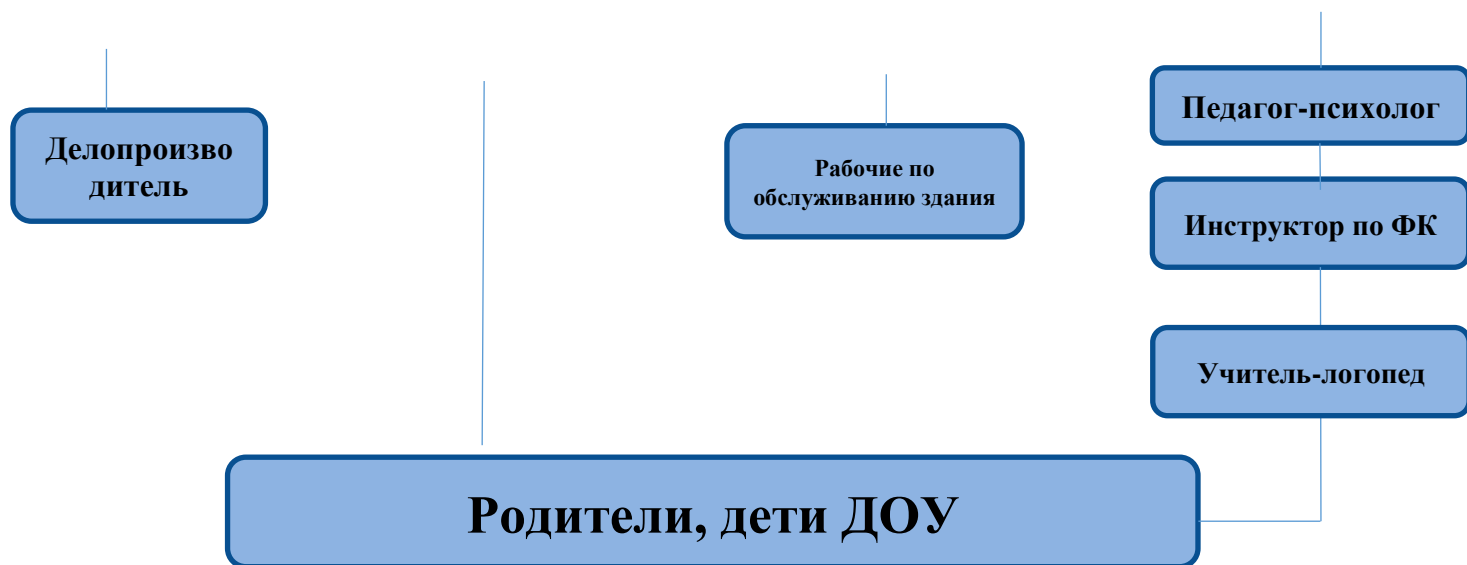 Делопроизво
дитель
Рабочие по
обслуживанию здания
Педагог-психолог
Инструктор по ФК
Учитель-логопед
Родители, дети ДОУ